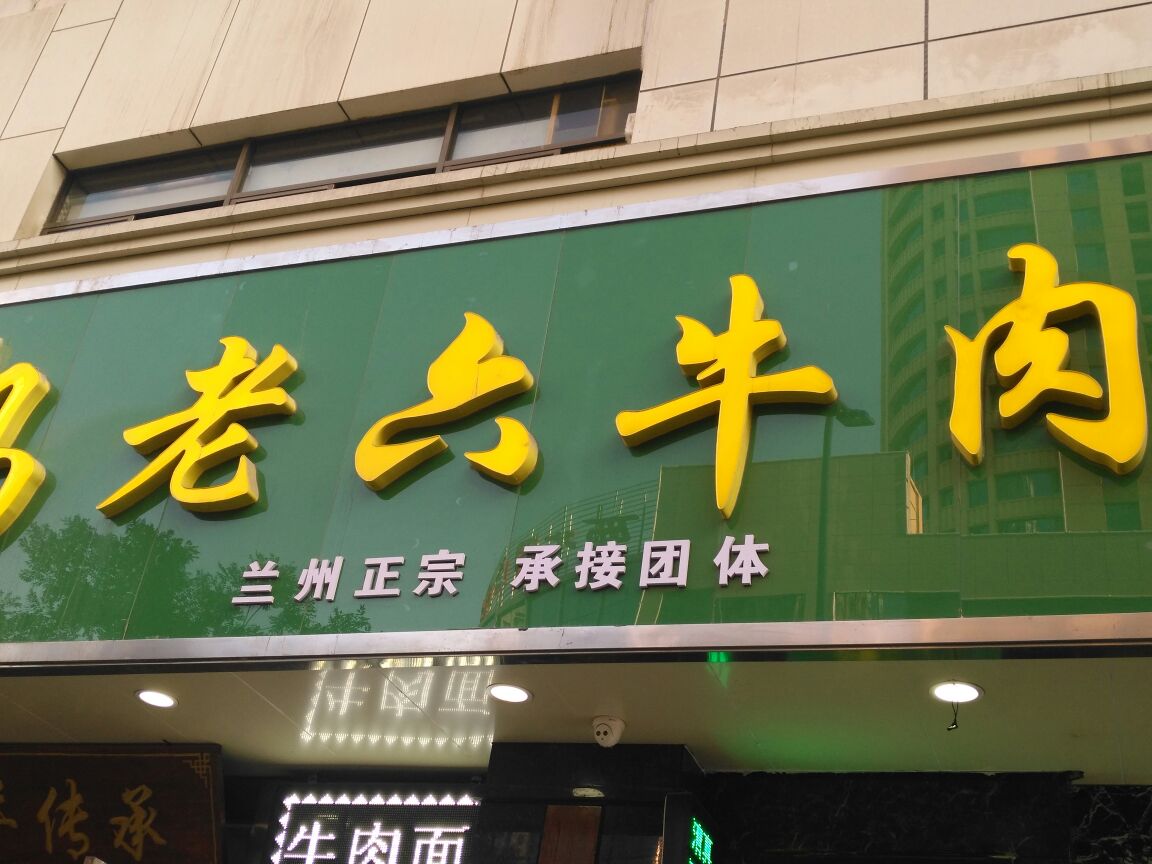 老六牛肉
兰州正宗 承接团体
传承
牛肉面